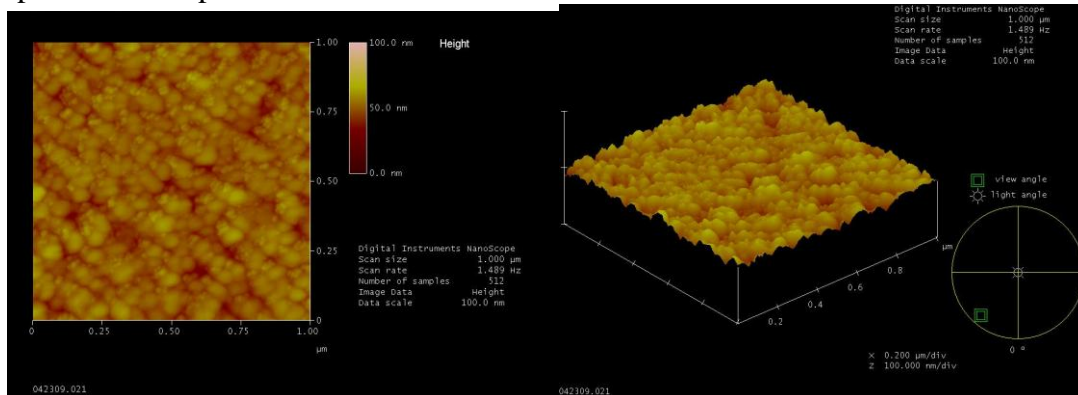 1.00
100.0 nm
Height
0.75
50.0 nm
0.50
0.0 nm
0.25
Digital Instruments NanoScope
Scan size 1.000 µm
Scan rate 1.489 Hz
Number of samples 512
Image Data Height
Data scale 100.0 nm
0
0 0.25 0.50 0.75 1.00
µm
042309.021
Digital Instruments NanoScope
Scan size 1.000 µm
Scan rate 1.489 Hz
Number of samples 512
Image Data Height
Data scale 100.0 nm
view angle
light angle
µm
0.8
0.6
0.4
0.2
X 0.200 µm/div
Z 100.000 nm/div
0 º
042309.021